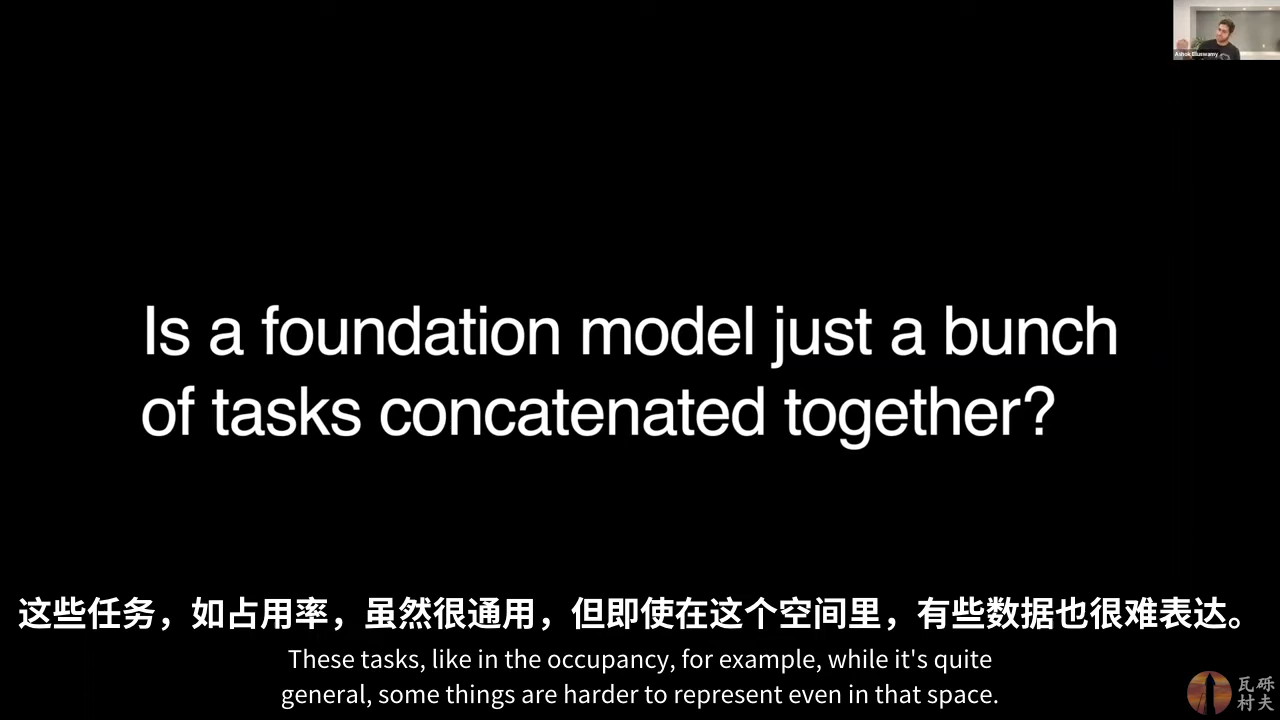 Ashok Elluswamy
Is a foundation model just a bunch
of tasks concatenated together?
这些任务，如占用率，虽然很通用，但即使在这个空间里，有些数据也很难表达。
These tasks, like in the occupancy, for example, while it's quite
general, some things are harder to represent even in that space.
瓦砾
村夫